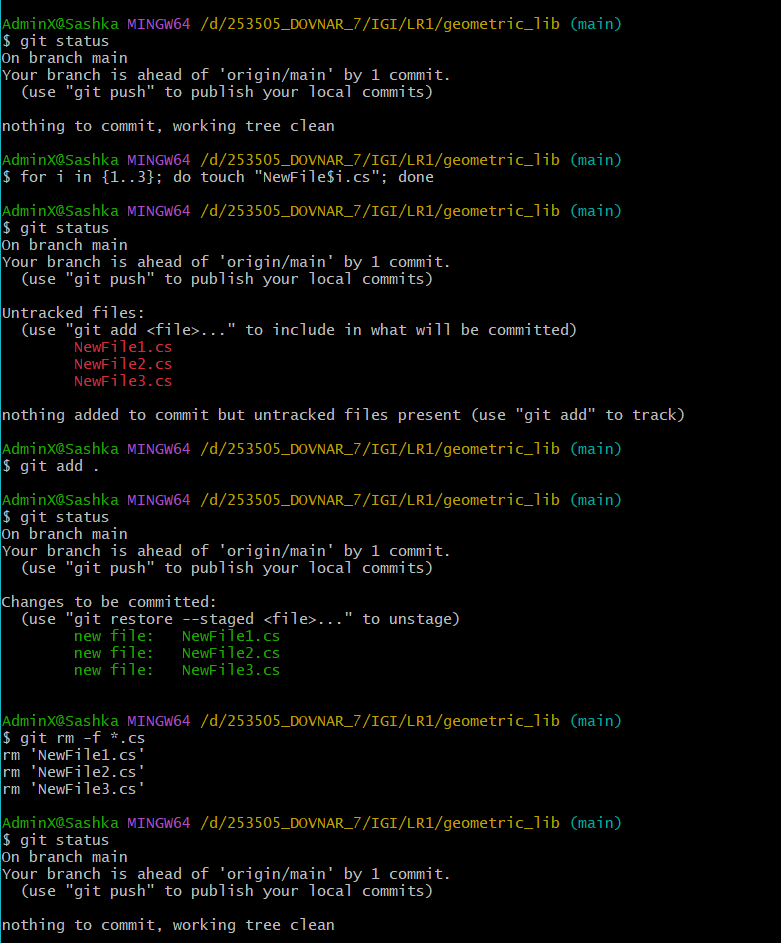 AdminX@Sashka MINGW64 /d/253505_DOVNAR_7/IGI/LR1/geometric_lib (main)
$ git status
On branch main
Your branch is ahead of 'origin/main' by 1 commit.
  (use "git push" to publish your local commits)

nothing to commit, working tree clean

AdminX@Sashka MINGW64 /d/253505_DOVNAR_7/IGI/LR1/geometric_lib (main)
$ for i in {1..3}; do touch "NewFile$i.cs"; done

AdminX@Sashka MINGW64 /d/253505_DOVNAR_7/IGI/LR1/geometric_lib (main)
$ git status
On branch main
Your branch is ahead of 'origin/main' by 1 commit.
  (use "git push" to publish your local commits)

Untracked files:
  (use "git add <file>..." to include in what will be committed)
        NewFile1.cs
        NewFile2.cs
        NewFile3.cs

nothing added to commit but untracked files present (use "git add" to track)

AdminX@Sashka MINGW64 /d/253505_DOVNAR_7/IGI/LR1/geometric_lib (main)
$ git add .

AdminX@Sashka MINGW64 /d/253505_DOVNAR_7/IGI/LR1/geometric_lib (main)
$ git status
On branch main
Your branch is ahead of 'origin/main' by 1 commit.
  (use "git push" to publish your local commits)

Changes to be committed:
  (use "git restore --staged <file>..." to unstage)
        new file:   NewFile1.cs
        new file:   NewFile2.cs
        new file:   NewFile3.cs


AdminX@Sashka MINGW64 /d/253505_DOVNAR_7/IGI/LR1/geometric_lib (main)
$ git rm -f *.cs
rm 'NewFile1.cs'
rm 'NewFile2.cs'
rm 'NewFile3.cs'

AdminX@Sashka MINGW64 /d/253505_DOVNAR_7/IGI/LR1/geometric_lib (main)
$ git status
On branch main
Your branch is ahead of 'origin/main' by 1 commit.
  (use "git push" to publish your local commits)

nothing to commit, working tree clean